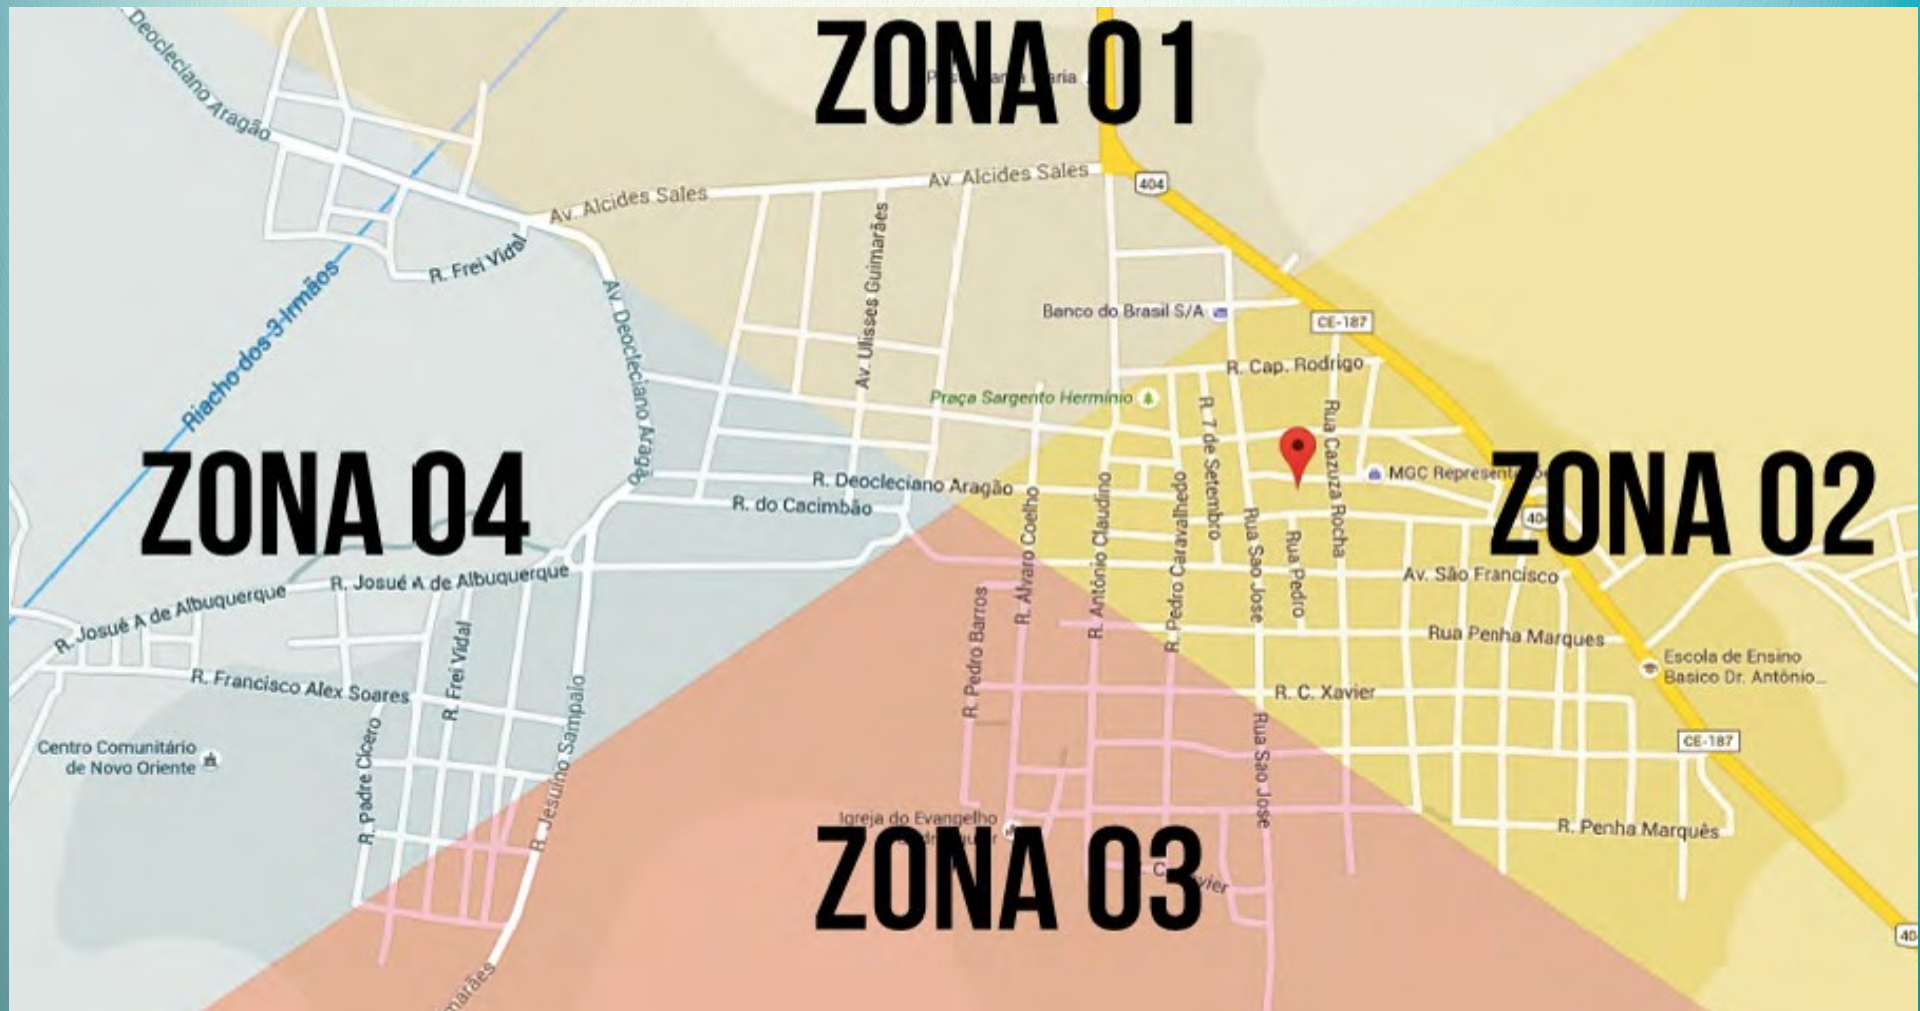 ZONA 01
Deocleciano Aragão
Av. Alcides Sales
Av. Alcides Sales
404
R. Frei Vidal
Riacho dos 3 Irmãos
Av. Deocleciano Aragão
Av. Ulisses Guimarães
Banco do Brasil S/A
CE-187
R. Cap. Rodrigo
Praça Sargento Hermínio
R. 7 de Setembro
Rua Cazuza Rocha
MGC
ZONA 04
ZONA 02
R. Deocleciano Aragão
R. do Cacimbão
R. Álvaro Coelho
R. Antônio Claudino
R. Pedro Caravalhedo
Rua Sao Jose
Rua Pedro
40
Av. São Francisco
R. Josué A de Albuquerque
R. Josué A de Albuquerque
R. Pedro Barros
Rua Penha Marques
Escola de Ensino
Basico Dr. Antônio...
R. Francisco Alex Soares
R. Frei Vidal
R. C. Xavier
R. Padre Cícero
R. Jesuíno Sampaio
Rua Sao Jose
Centro Comunitário
de Novo Oriente
CE-187
Igreja do Evangelho
R. Penha Marquês
ZONA 03
40